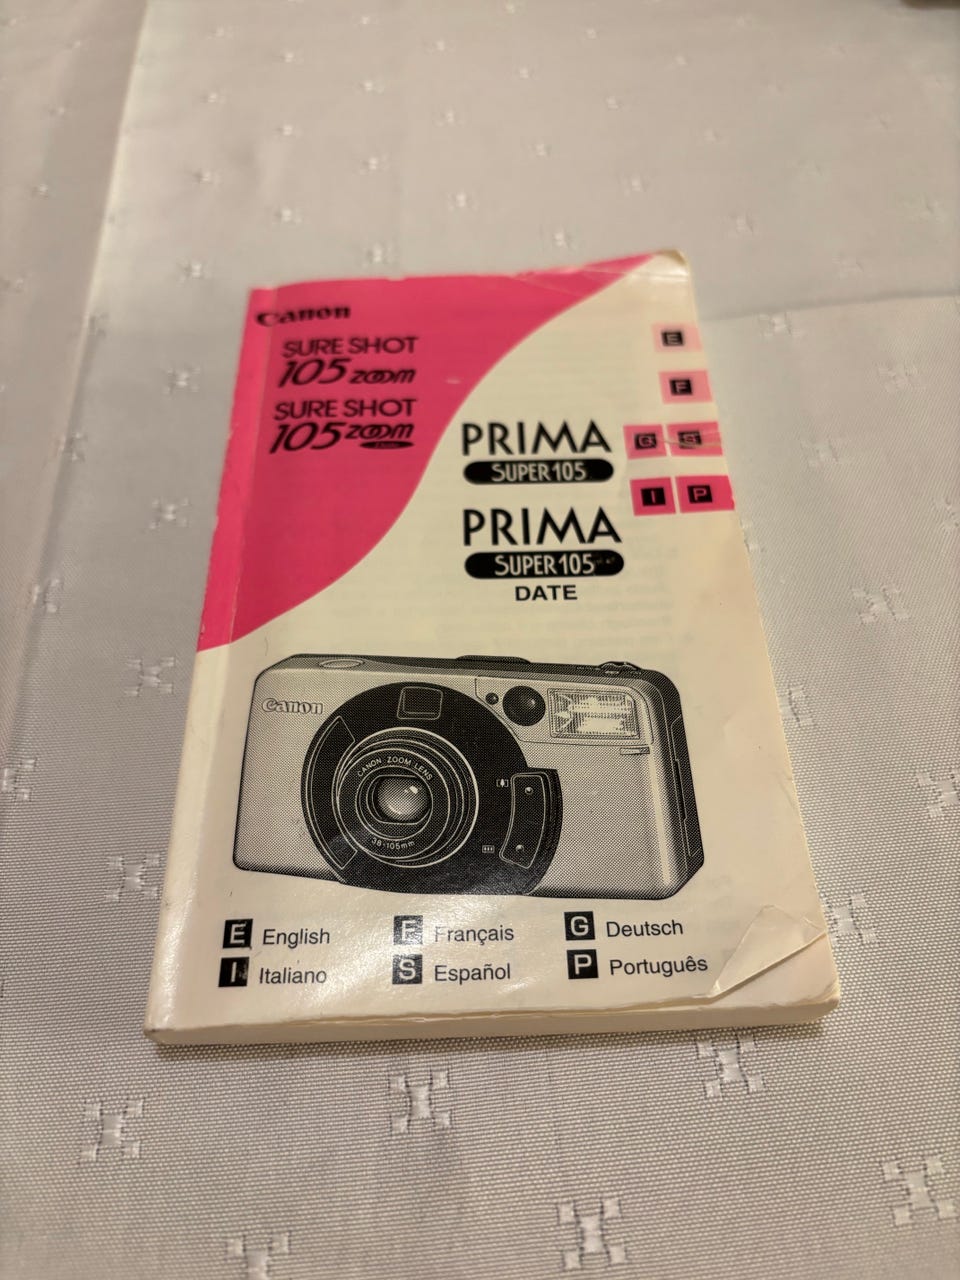 Canon
SURE SHOT
105 ZOOM
SURE SHOT
105 ZOOM
PRIMA
SUPER 105
PRIMA
SUPER 105
DATE
E
F
G S
I P
Canon
CANON ZOOM LENS
38-105mm
E English
F Français
G Deutsch
I Italiano
S Español
P Português